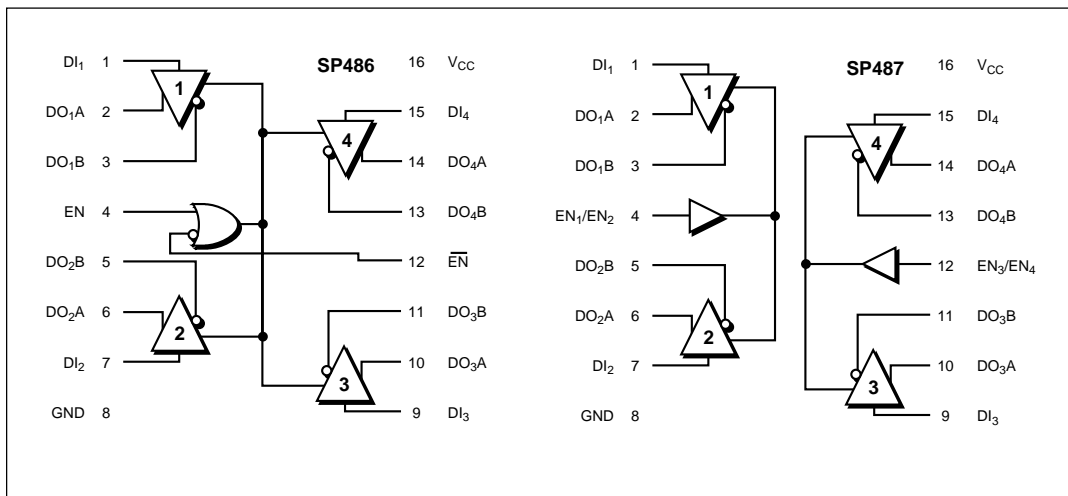 SP486
DI1 1
DO1A 2
DO1B 3
EN 4
DO2B 5
DO2A 6
DI2 7
GND 8
16 VCC
15 DI4
14 DO4A
13 DO4B
12 E̅N̅
11 DO3B
10 DO3A
9 DI3
1
4
2
3
SP487
DI1 1
DO1A 2
DO1B 3
EN1/EN2 4
DO2B 5
DO2A 6
DI2 7
GND 8
16 VCC
15 DI4
14 DO4A
13 DO4B
12 EN3/EN4
11 DO3B
10 DO3A
9 DI3
1
4
2
3